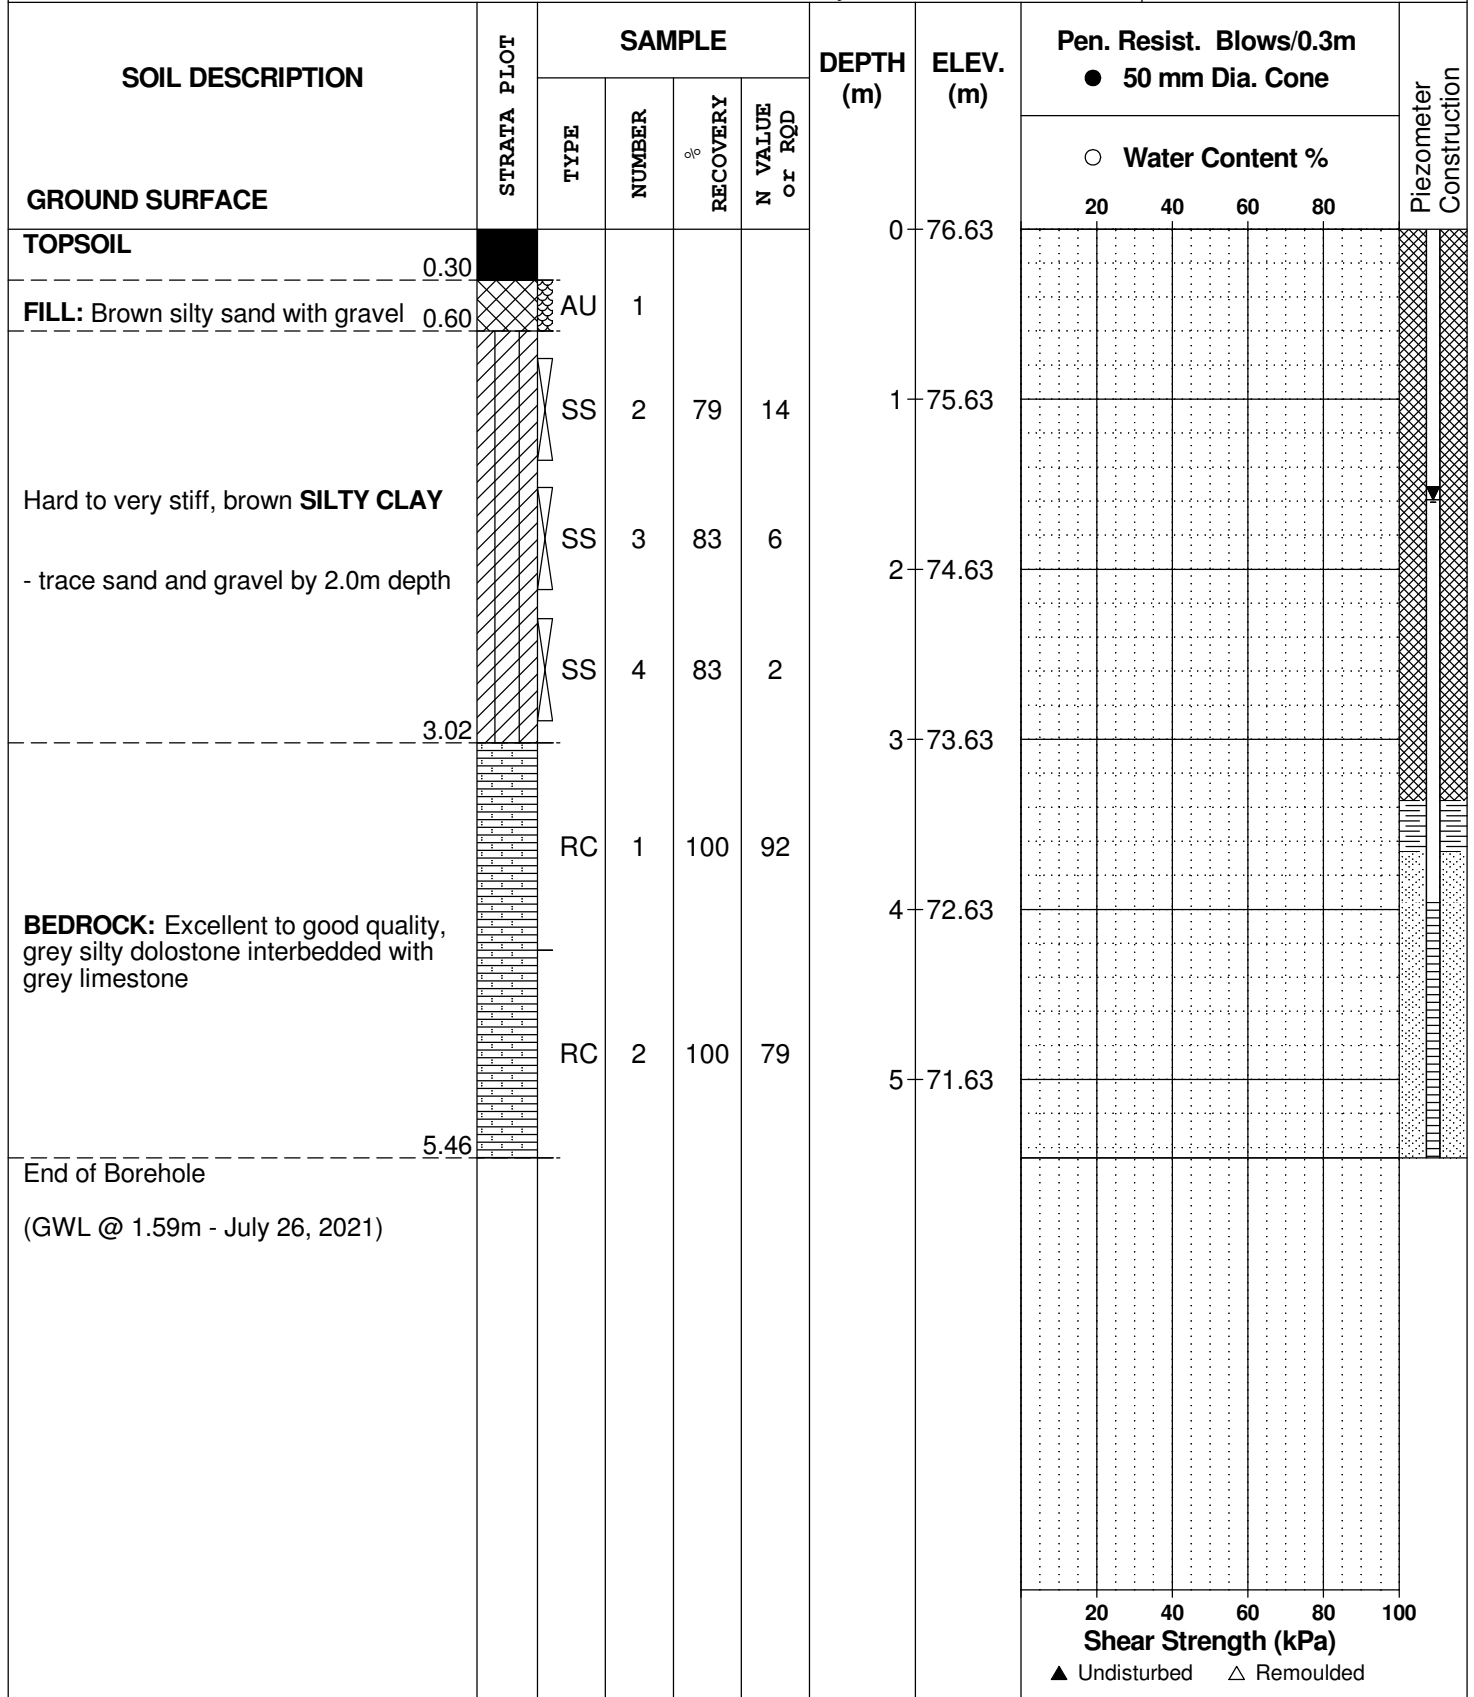 SOIL DESCRIPTION
GROUND SURFACE
STRATA PLOT
SAMPLE
TYPE
NUMBER
%
RECOVERY
N VALUE
or RQD
DEPTH
(m)
ELEV.
(m)
Pen. Resist. Blows/0.3m
● 50 mm Dia. Cone
○ Water Content %
20 40 60 80
Piezometer
Construction
TOPSOIL
0.30
FILL: Brown silty sand with gravel 0.60
AU 1
SS 2 79 14
Hard to very stiff, brown SILTY CLAY
SS 3 83 6
- trace sand and gravel by 2.0m depth
SS 4 83 2
3.02
RC 1 100 92
BEDROCK: Excellent to good quality,
grey silty dolostone interbedded with
grey limestone
RC 2 100 79
5.46
End of Borehole
(GWL @ 1.59m - July 26, 2021)
0 76.63
1 75.63
2 74.63
3 73.63
4 72.63
5 71.63
20 40 60 80 100
Shear Strength (kPa)
▲ Undisturbed △ Remoulded